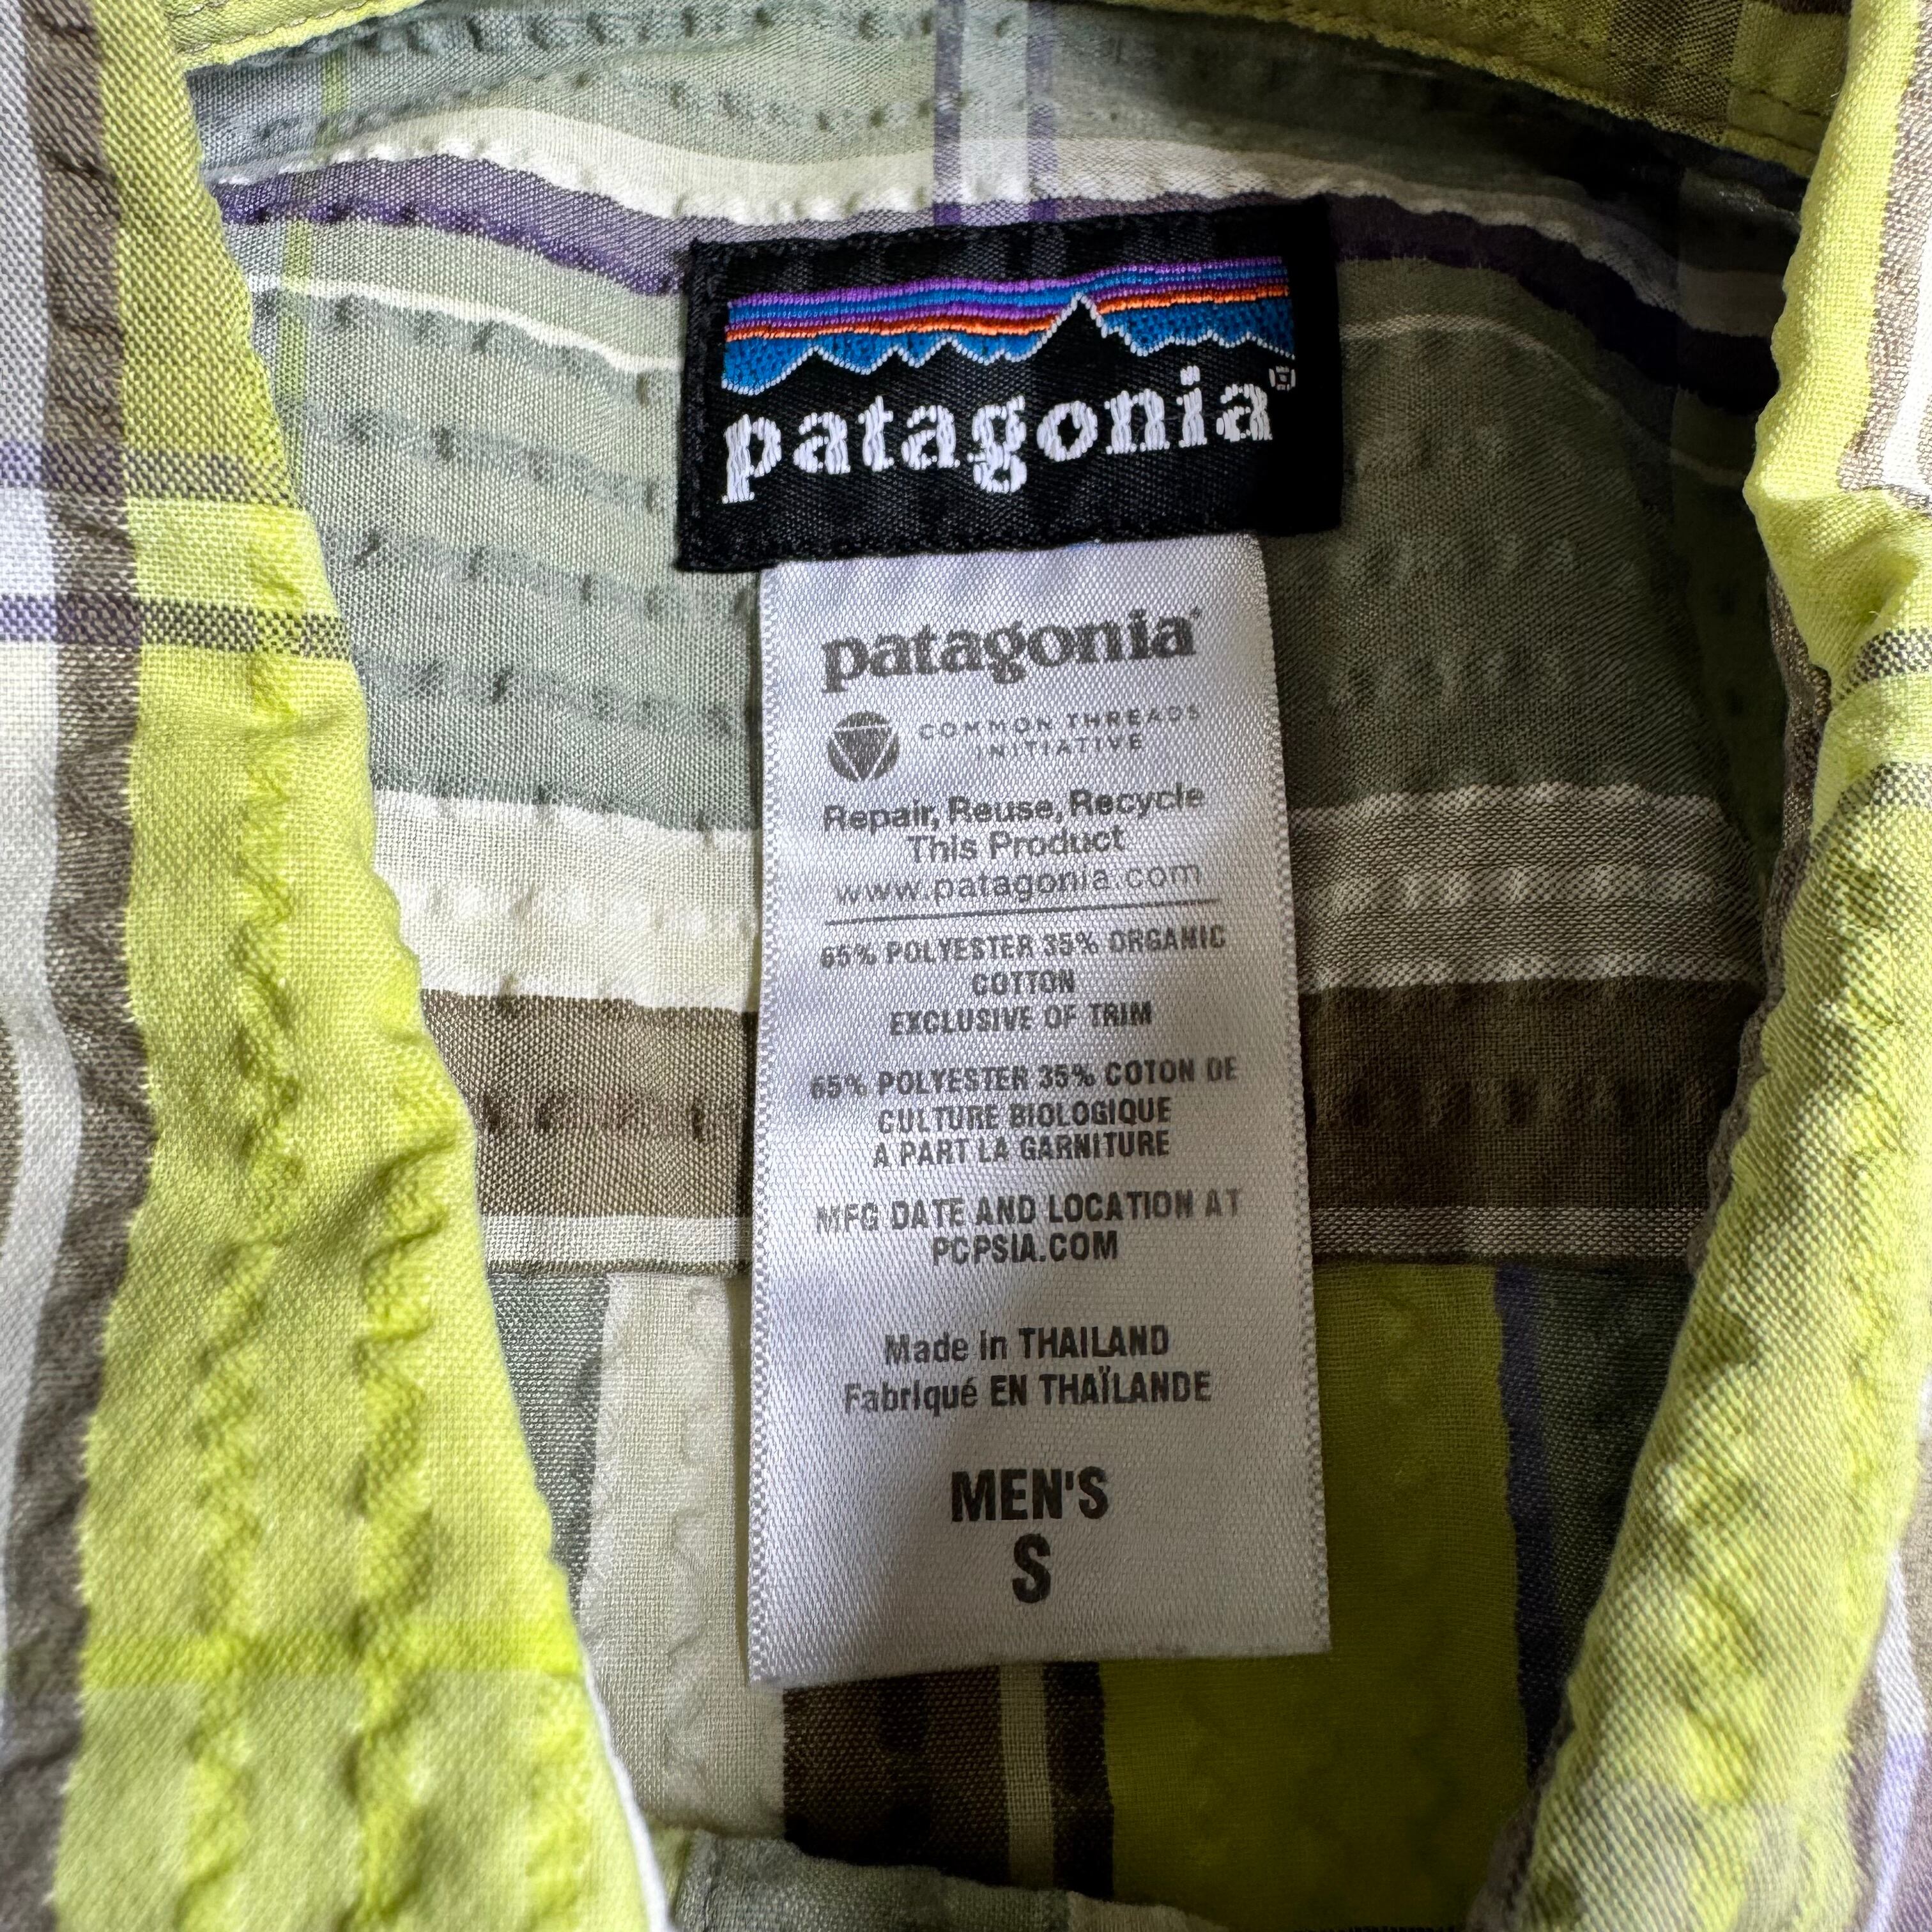 patagonia®
patagonia®
COMMON THREADS
INITIATIVE
Repair, Reuse, Recycle
This Product
www.patagonia.com
65% POLYESTER 35% ORGANIC
COTTON
EXCLUSIVE OF TRIM
65% POLYESTER 35% COTON DE
CULTURE BIOLOGIQUE
A PART LA GARNITURE
MFG DATE AND LOCATION AT
PCPSIA.COM
Made in THAILAND
Fabriqué EN THAÏLANDE
MEN'S
S